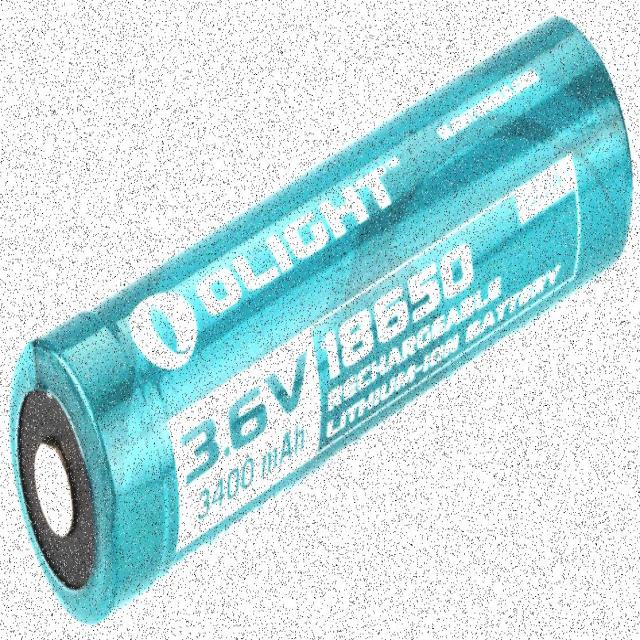 OLIGHT
3.6V
3400 mAh
18650
RECHARGEABLE
LITHIUM-ION BATTERY